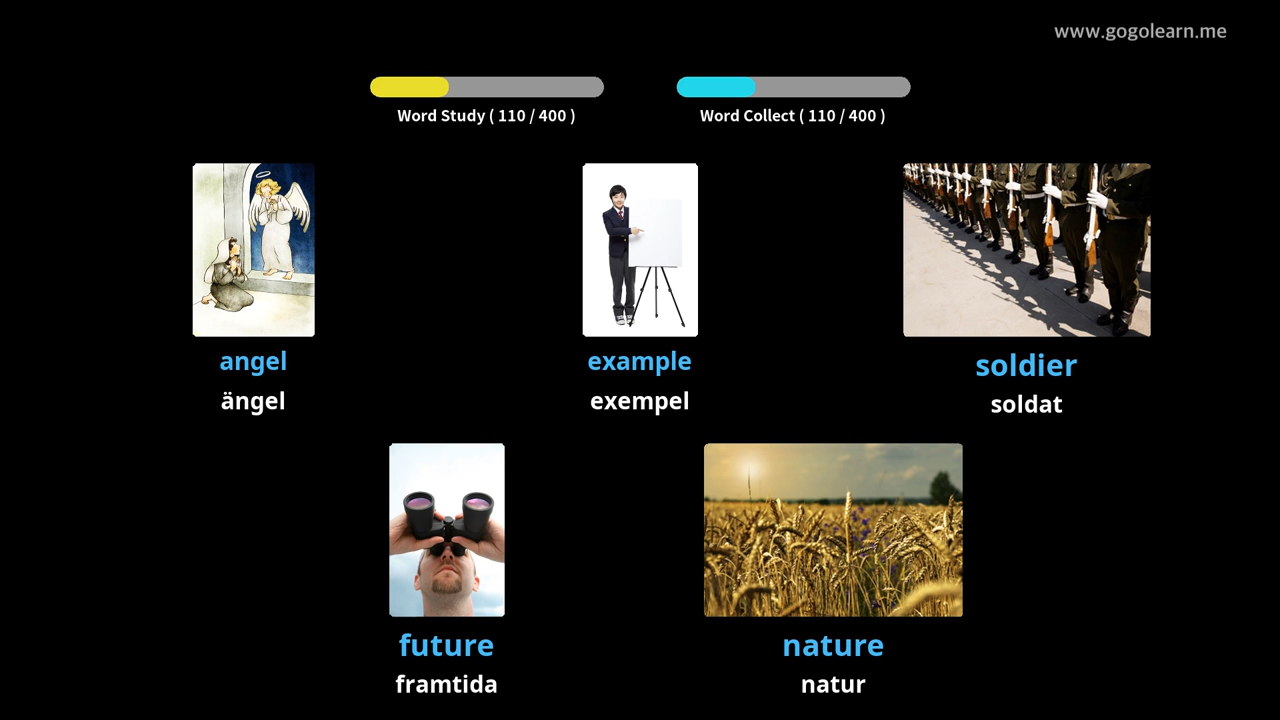 www.gogolearn.me
Word Study ( 110 / 400 )
Word Collect ( 110 / 400 )
angel
ängel
example
exempel
soldier
soldat
future
framtida
nature
natur